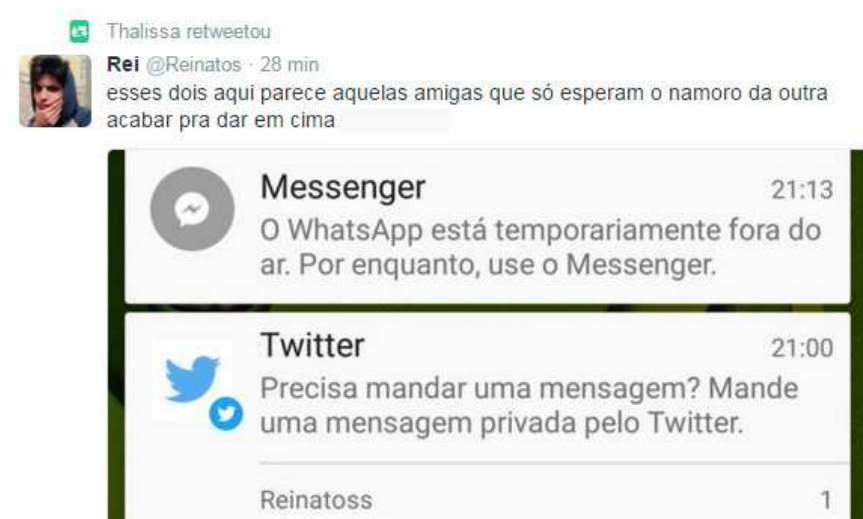 Thalissa retweetou
Rei @Reinatos · 28 min
esses dois aqui parece aquelas amigas que só esperam o namoro da outra
acabar pra dar em cima
Messenger 21:13
O WhatsApp está temporariamente fora do
ar. Por enquanto, use o Messenger.
Twitter 21:00
Precisa mandar uma mensagem? Mande
uma mensagem privada pelo Twitter.
Reinatoss 1